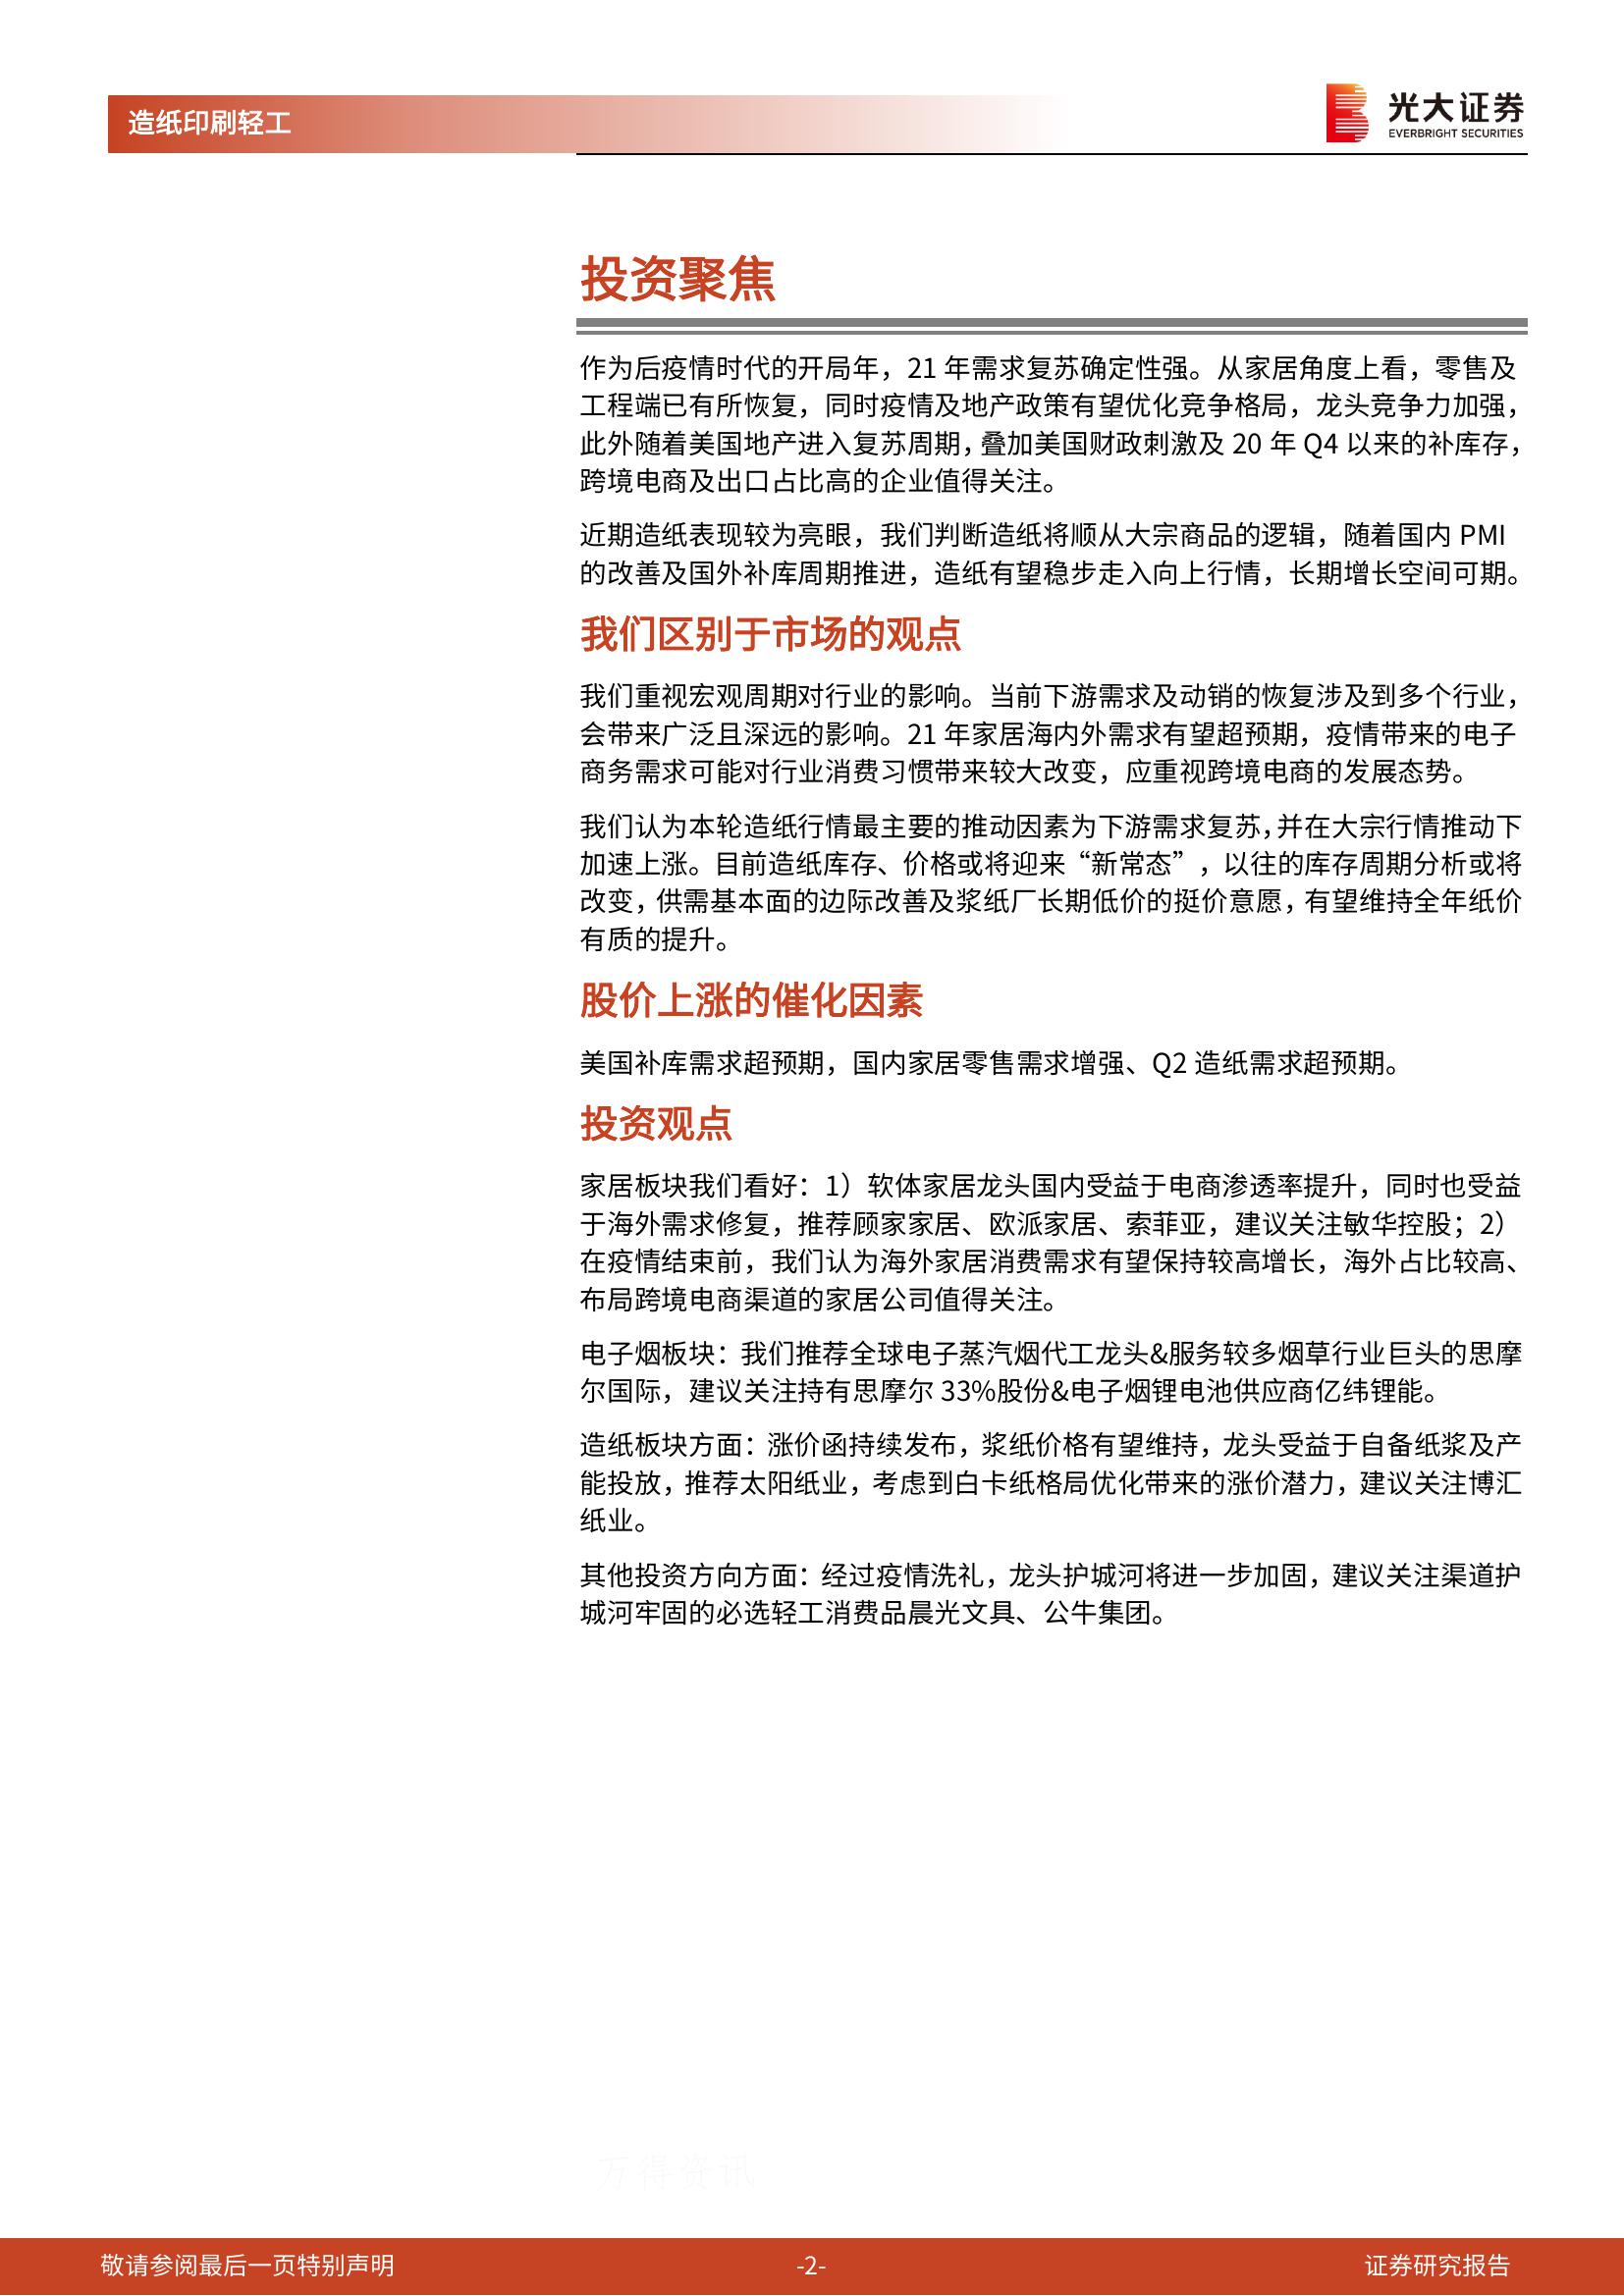 造纸印刷轻工
光大证券
EVERBRIGHT SECURITIES
投资聚焦
作为后疫情时代的开局年，21 年需求复苏确定性强。从家居角度上看，零售及
工程端已有所恢复，同时疫情及地产政策有望优化竞争格局，龙头竞争力加强，
此外随着美国地产进入复苏周期，叠加美国财政刺激及 20 年 Q4 以来的补库存，
跨境电商及出口占比高的企业值得关注。
近期造纸表现较为亮眼，我们判断造纸将顺从大宗商品的逻辑，随着国内 PMI
的改善及国外补库周期推进，造纸有望稳步走入向上行情，长期增长空间可期。
我们区别于市场的观点
我们重视宏观周期对行业的影响。当前下游需求及动销的恢复涉及到多个行业，
会带来广泛且深远的影响。21 年家居海内外需求有望超预期，疫情带来的电子
商务需求可能对行业消费习惯带来较大改变，应重视跨境电商的发展态势。
我们认为本轮造纸行情最主要的推动因素为下游需求复苏，并在大宗行情推动下
加速上涨。目前造纸库存、价格或将迎来“新常态”，以往的库存周期分析或将
改变，供需基本面的边际改善及浆纸厂长期低价的挺价意愿，有望维持全年纸价
有质的提升。
股价上涨的催化因素
美国补库需求超预期，国内家居零售需求增强、Q2 造纸需求超预期。
投资观点
家居板块我们看好：1）软体家居龙头国内受益于电商渗透率提升，同时也受益
于海外需求修复，推荐顾家家居、欧派家居、索菲亚，建议关注敏华控股；2）
在疫情结束前，我们认为海外家居消费需求有望保持较高增长，海外占比较高、
布局跨境电商渠道的家居公司值得关注。
电子烟板块：我们推荐全球电子蒸汽烟代工龙头&服务较多烟草行业巨头的思摩
尔国际，建议关注持有思摩尔 33%股份&电子烟锂电池供应商亿纬锂能。
造纸板块方面：涨价函持续发布，浆纸价格有望维持，龙头受益于自备纸浆及产
能投放，推荐太阳纸业，考虑到白卡纸格局优化带来的涨价潜力，建议关注博汇
纸业。
其他投资方向方面：经过疫情洗礼，龙头护城河将进一步加固，建议关注渠道护
城河牢固的必选轻工消费品晨光文具、公牛集团。
万得资讯
敬请参阅最后一页特别声明
-2-
证券研究报告